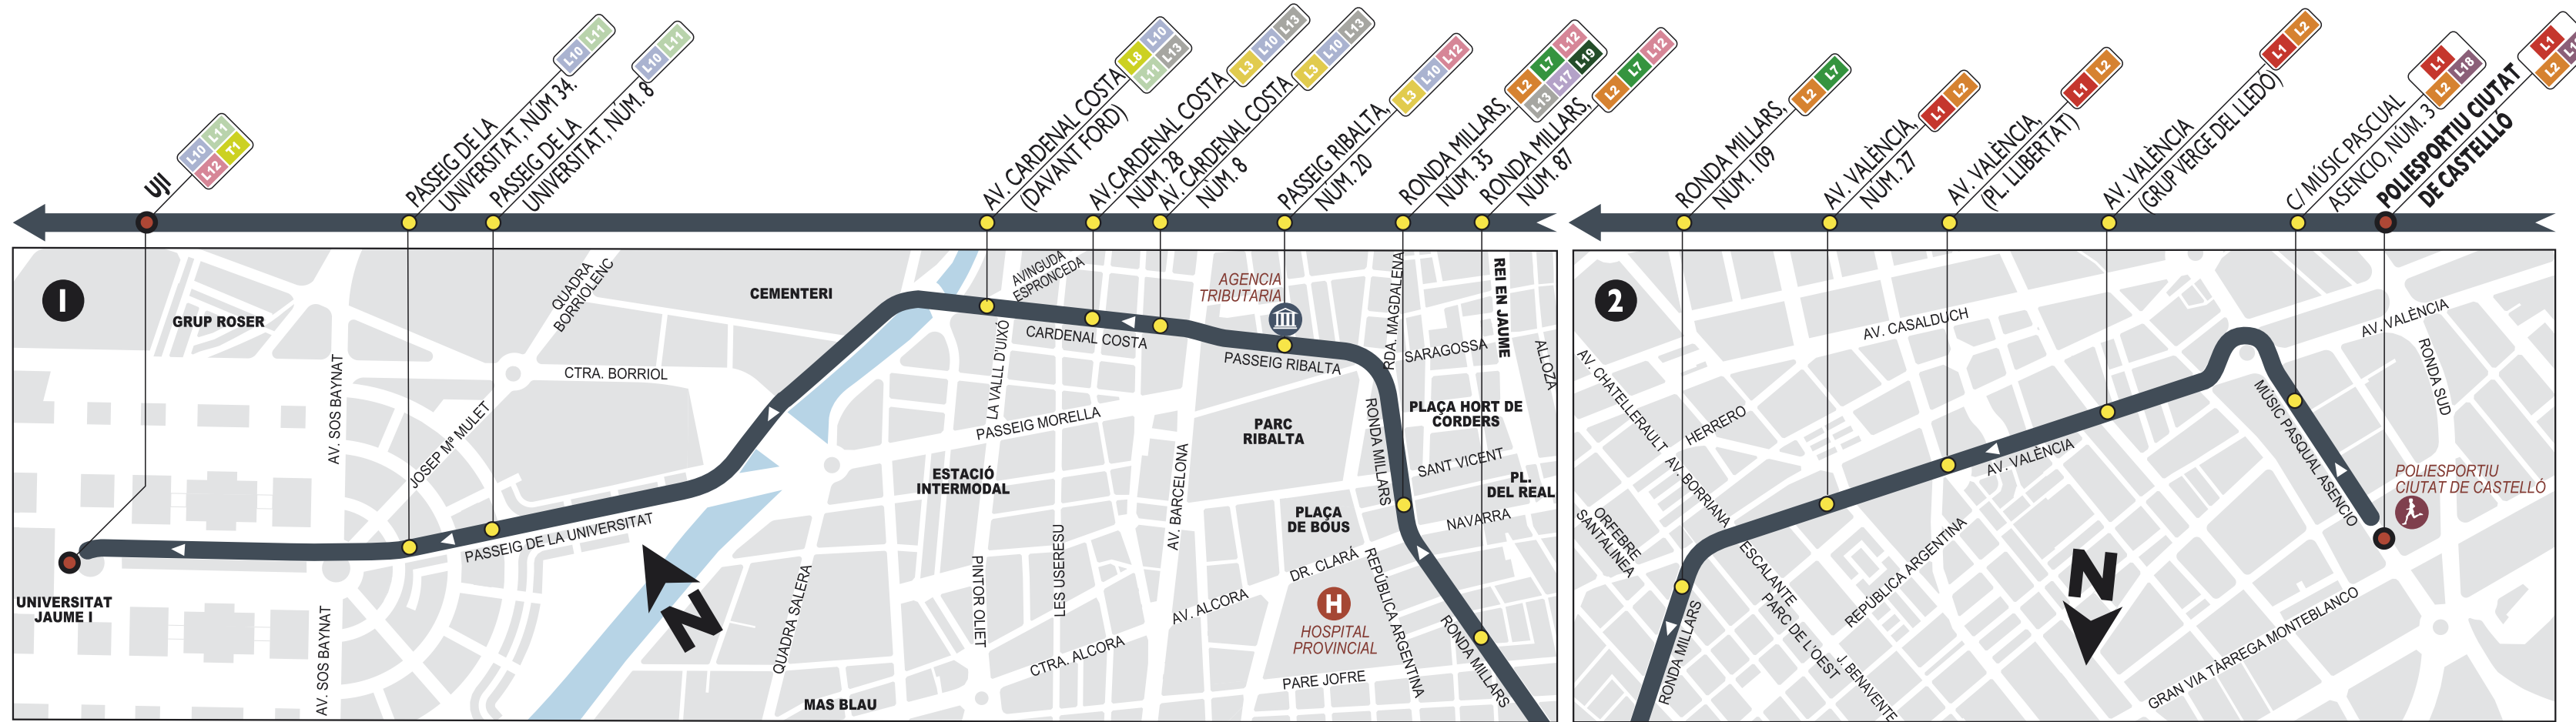 UJI
L10 L11
L12 T1
PASSEIG DE LA
UNIVERSITAT, NÚM 34.
L10 L11
PASSEIG DE LA
UNIVERSITAT, NÚM. 8
L10 L11
AV. CARDENAL COSTA
(DAVANT FORD)
L8 L10
L11 L13
AV.CARDENAL COSTA
NÚM. 28
L3 L10 L13
AV. CARDENAL COSTA
NÚM. 8
L3 L10 L13
PASSEIG RIBALTA,
NÚM. 20
L3 L10 L12
RONDA MILLARS,
NÚM. 35
L2 L7 L12
L13 L17 L19
RONDA MILLARS,
NÚM. 87
L2 L7 L12
RONDA MILLARS,
NÚM. 109
L2 L7
AV. VALÈNCIA,
NÚM. 27
L1 L2
AV. VALÈNCIA,
(PL. LLIBERTAT)
L1 L2
AV. VALÈNCIA
(GRUP VERGE DEL LLEDÓ)
L1 L2
C/ MÚSIC PASCUAL
ASENCIO, NÚM. 3
L1
L2 L18
POLIESPORTIU CIUTAT
DE CASTELLÓ
L1
L2
1
GRUP ROSER
AV. SOS BAYNAT
QUADRA
BORRIOLENC
CEMENTERI
CTRA. BORRIOL
JOSEP Mª MULET
PASSEIG DE LA UNIVERSITAT
UNIVERSITAT
JAUME I
AV. SOS BAYNAT
N
QUADRA SALERA
MAS BLAU
AVINGUDA
ESPRONCEDA
LA VALLL D'UIXÓ
CARDENAL COSTA
PASSEIG MORELLA
ESTACIÓ
INTERMODAL
PINTOR OLIET
LES USERESU
AV. BARCELONA
CTRA. ALCORA
AV. ALCORA
AGENCIA
TRIBUTARIA
PASSEIG RIBALTA
PARC
RIBALTA
PLAÇA
DE BOUS
DR. CLARÁ
H
HOSPITAL
PROVINCIAL
PARE JOFRE
RDA. MAGDALENA
SARAGOSSA
REI EN JAUME
ALLOZA
PLAÇA HORT DE
CORDERS
RONDA MILLARS
SANT VICENT
PL.
DEL REAL
NAVARRA
REPÚBLICA ARGENTINA
RONDA MILLARS
2
AV. CASALDUCH
AV. CHATELLERAULT
HERRERO
AV. BORRIANA
ORFEBRE
SANTALINEA
ESCALANTE
PARC DE L'OEST
J. BENAVENTE
RONDA MILLARS
REPÚBLICA ARGENTINA
AV. VALÈNCIA
N
AV. VALÈNCIA
RONDA SUD
MÚSIC PASQUAL ASENCIO
POLIESPORTIU
CIUTAT DE CASTELLÓ
GRAN VIA TÀRREGA MONTEBLANCO